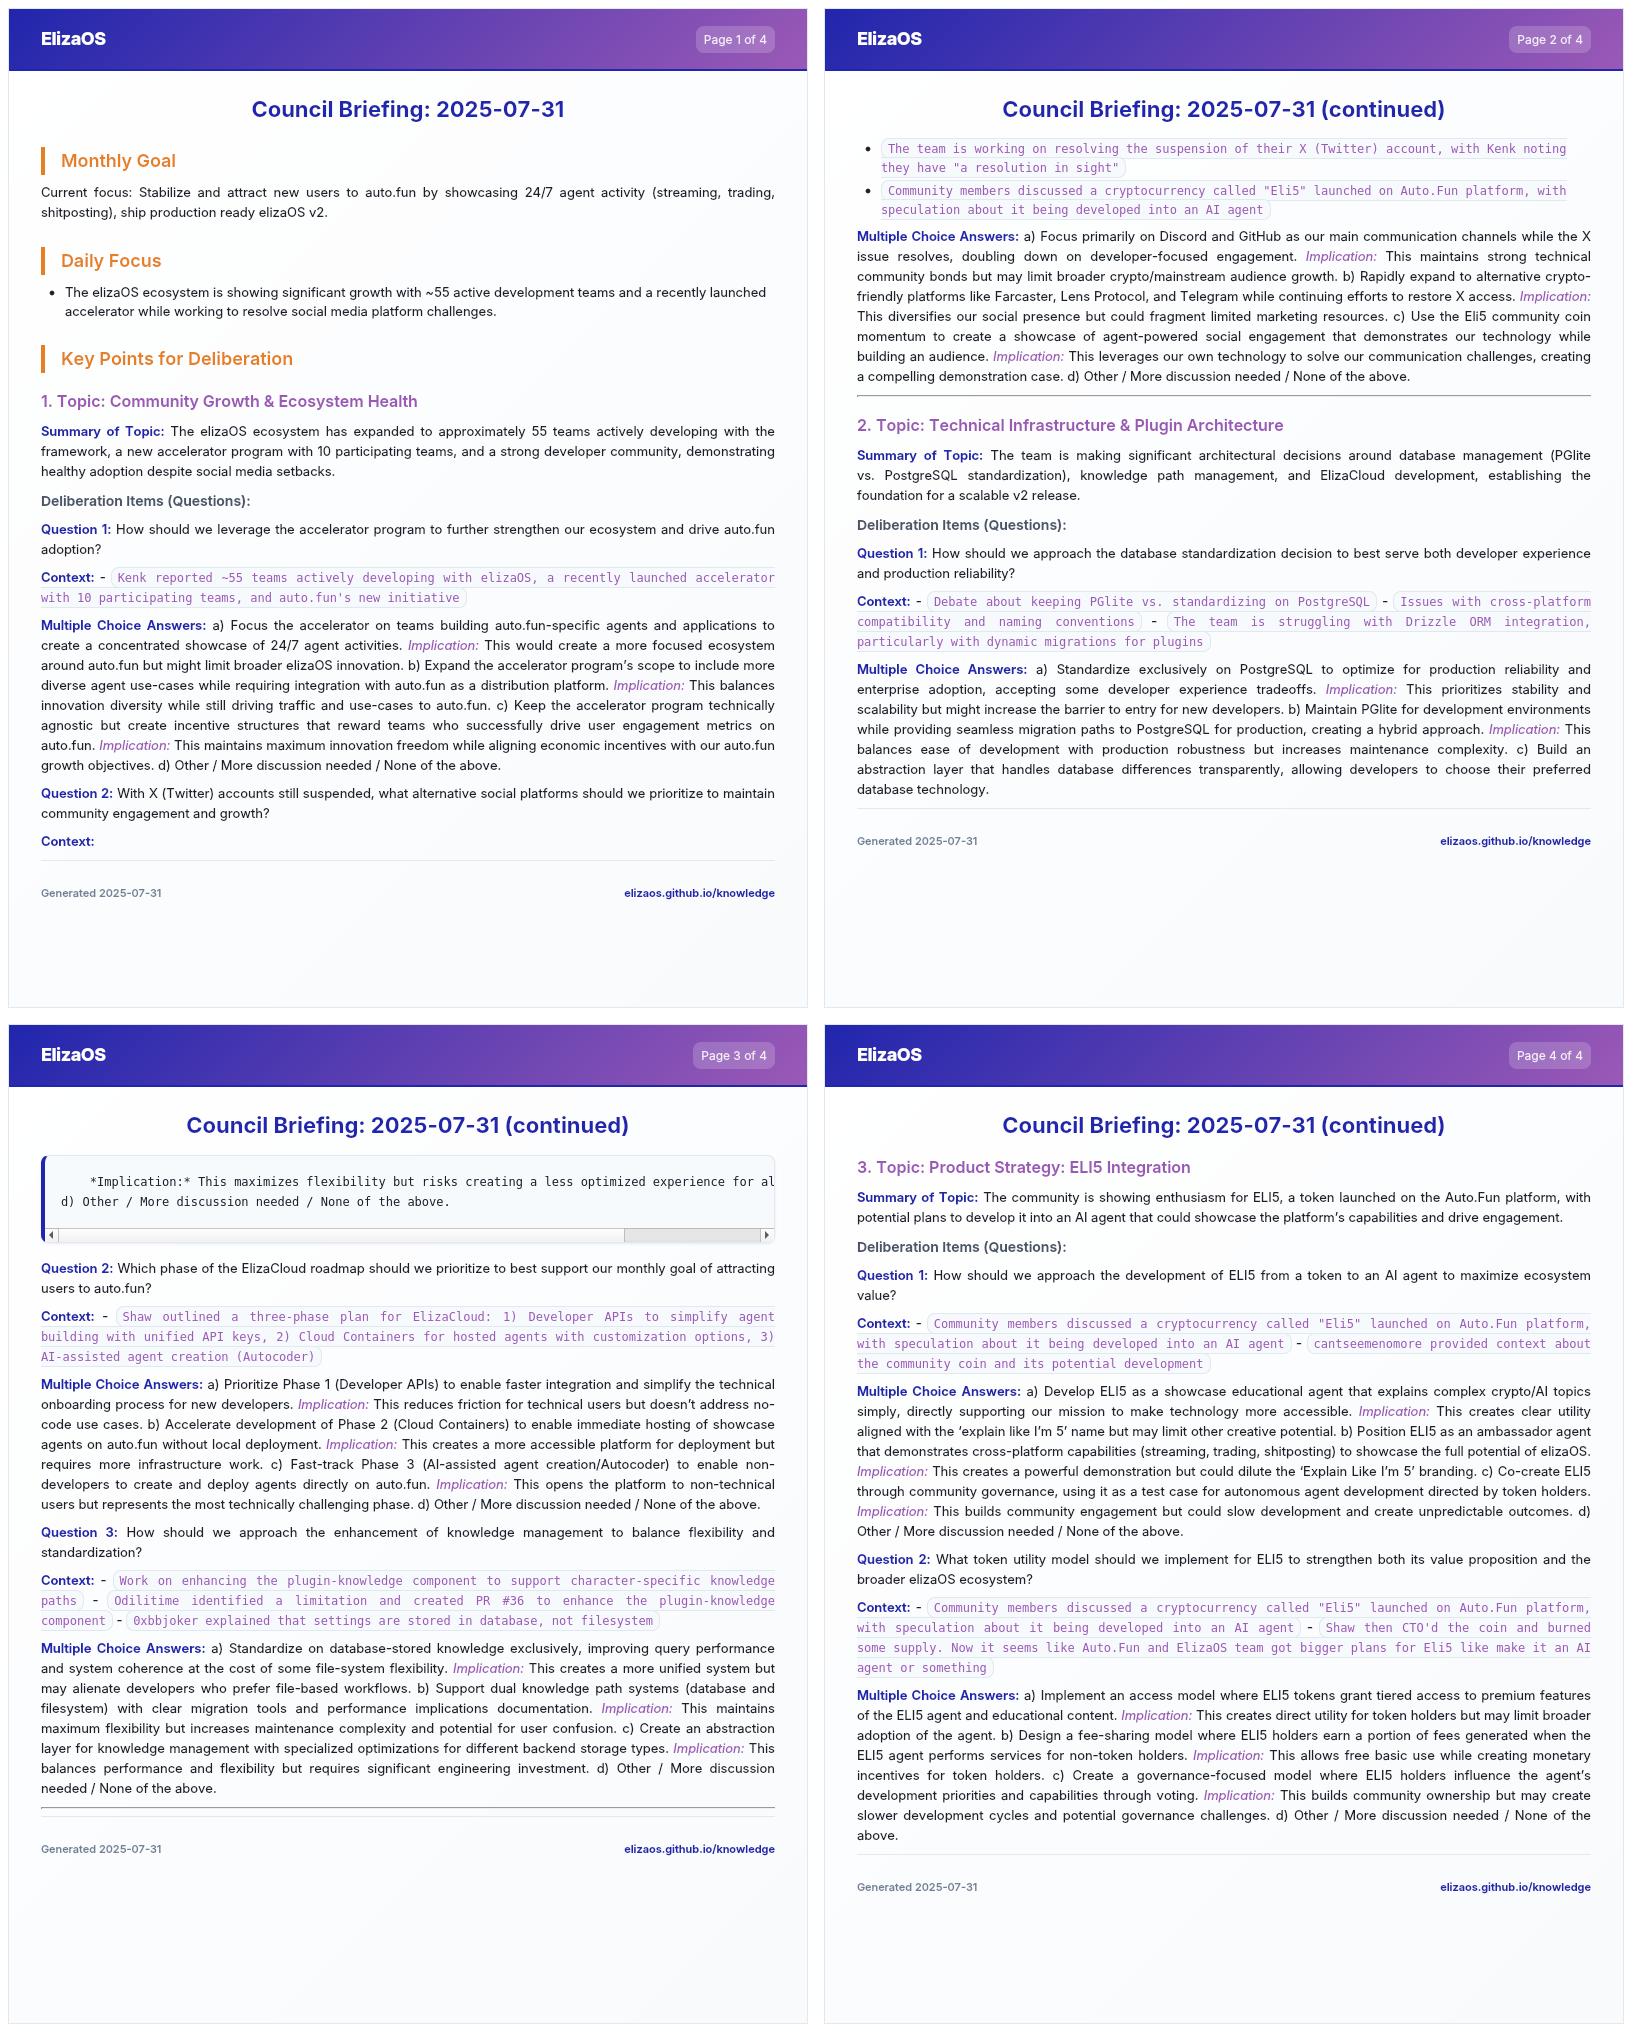 ElizaOS
Page 1 of 4
Council Briefing: 2025-07-31
Monthly Goal
Current focus: Stabilize and attract new users to auto.fun by showcasing 24/7 agent activity (streaming, trading,
shitposting), ship production ready elizaOS v2.
Daily Focus
• The elizaOS ecosystem is showing significant growth with ~55 active development teams and a recently launched
accelerator while working to resolve social media platform challenges.
Key Points for Deliberation
1. Topic: Community Growth & Ecosystem Health
Summary of Topic: The elizaOS ecosystem has expanded to approximately 55 teams actively developing with the
framework, a new accelerator program with 10 participating teams, and a strong developer community, demonstrating
healthy adoption despite social media setbacks.
Deliberation Items (Questions):
Question 1: How should we leverage the accelerator program to further strengthen our ecosystem and drive auto.fun
adoption?
Context: - Kenk reported ~55 teams actively developing with elizaOS, a recently launched accelerator
with 10 participating teams, and auto.fun's new initiative
Multiple Choice Answers: a) Focus the accelerator on teams building auto.fun-specific agents and applications to
create a concentrated showcase of 24/7 agent activities. Implication: This would create a more focused ecosystem
around auto.fun but might limit broader elizaOS innovation. b) Expand the accelerator program’s scope to include more
diverse agent use-cases while requiring integration with auto.fun as a distribution platform. Implication: This balances
innovation diversity while still driving traffic and use-cases to auto.fun. c) Keep the accelerator program technically
agnostic but create incentive structures that reward teams who successfully drive user engagement metrics on
auto.fun. Implication: This maintains maximum innovation freedom while aligning economic incentives with our auto.fun
growth objectives. d) Other / More discussion needed / None of the above.
Question 2: With X (Twitter) accounts still suspended, what alternative social platforms should we prioritize to maintain
community engagement and growth?
Context:
Generated 2025-07-31
elizaos.github.io/knowledge
ElizaOS
Page 2 of 4
Council Briefing: 2025-07-31 (continued)
• The team is working on resolving the suspension of their X (Twitter) account, with Kenk noting
they have "a resolution in sight"
• Community members discussed a cryptocurrency called "Eli5" launched on Auto.Fun platform, with
speculation about it being developed into an AI agent
Multiple Choice Answers: a) Focus primarily on Discord and GitHub as our main communication channels while the X
issue resolves, doubling down on developer-focused engagement. Implication: This maintains strong technical
community bonds but may limit broader crypto/mainstream audience growth. b) Rapidly expand to alternative crypto-
friendly platforms like Farcaster, Lens Protocol, and Telegram while continuing efforts to restore X access. Implication:
This diversifies our social presence but could fragment limited marketing resources. c) Use the Eli5 community coin
momentum to create a showcase of agent-powered social engagement that demonstrates our technology while
building an audience. Implication: This leverages our own technology to solve our communication challenges, creating
a compelling demonstration case. d) Other / More discussion needed / None of the above.
2. Topic: Technical Infrastructure & Plugin Architecture
Summary of Topic: The team is making significant architectural decisions around database management (PGlite
vs. PostgreSQL standardization), knowledge path management, and ElizaCloud development, establishing the
foundation for a scalable v2 release.
Deliberation Items (Questions):
Question 1: How should we approach the database standardization decision to best serve both developer experience
and production reliability?
Context: - Debate about keeping PGlite vs. standardizing on PostgreSQL - Issues with cross-platform
compatibility and naming conventions - The team is struggling with Drizzle ORM integration,
particularly with dynamic migrations for plugins
Multiple Choice Answers: a) Standardize exclusively on PostgreSQL to optimize for production reliability and
enterprise adoption, accepting some developer experience tradeoffs. Implication: This prioritizes stability and
scalability but might increase the barrier to entry for new developers. b) Maintain PGlite for development environments
while providing seamless migration paths to PostgreSQL for production, creating a hybrid approach. Implication: This
balances ease of development with production robustness but increases maintenance complexity. c) Build an
abstraction layer that handles database differences transparently, allowing developers to choose their preferred
database technology.
Generated 2025-07-31
elizaos.github.io/knowledge
ElizaOS
Page 3 of 4
Council Briefing: 2025-07-31 (continued)
*Implication:* This maximizes flexibility but risks creating a less optimized experience for al
d) Other / More discussion needed / None of the above.
Question 2: Which phase of the ElizaCloud roadmap should we prioritize to best support our monthly goal of attracting
users to auto.fun?
Context: - Shaw outlined a three-phase plan for ElizaCloud: 1) Developer APIs to simplify agent
building with unified API keys, 2) Cloud Containers for hosted agents with customization options, 3)
AI-assisted agent creation (Autocoder)
Multiple Choice Answers: a) Prioritize Phase 1 (Developer APIs) to enable faster integration and simplify the technical
onboarding process for new developers. Implication: This reduces friction for technical users but doesn’t address no-
code use cases. b) Accelerate development of Phase 2 (Cloud Containers) to enable immediate hosting of showcase
agents on auto.fun without local deployment. Implication: This creates a more accessible platform for deployment but
requires more infrastructure work. c) Fast-track Phase 3 (AI-assisted agent creation/Autocoder) to enable non-
developers to create and deploy agents directly on auto.fun. Implication: This opens the platform to non-technical
users but represents the most technically challenging phase. d) Other / More discussion needed / None of the above.
Question 3: How should we approach the enhancement of knowledge management to balance flexibility and
standardization?
Context: - Work on enhancing the plugin-knowledge component to support character-specific knowledge
paths - Odilitime identified a limitation and created PR #36 to enhance the plugin-knowledge
component - 0xbbjoker explained that settings are stored in database, not filesystem
Multiple Choice Answers: a) Standardize on database-stored knowledge exclusively, improving query performance
and system coherence at the cost of some file-system flexibility. Implication: This creates a more unified system but
may alienate developers who prefer file-based workflows. b) Support dual knowledge path systems (database and
filesystem) with clear migration tools and performance implications documentation. Implication: This maintains
maximum flexibility but increases maintenance complexity and potential for user confusion. c) Create an abstraction
layer for knowledge management with specialized optimizations for different backend storage types. Implication: This
balances performance and flexibility but requires significant engineering investment. d) Other / More discussion
needed / None of the above.
Generated 2025-07-31
elizaos.github.io/knowledge
ElizaOS
Page 4 of 4
Council Briefing: 2025-07-31 (continued)
3. Topic: Product Strategy: ELI5 Integration
Summary of Topic: The community is showing enthusiasm for ELI5, a token launched on the Auto.Fun platform, with
potential plans to develop it into an AI agent that could showcase the platform’s capabilities and drive engagement.
Deliberation Items (Questions):
Question 1: How should we approach the development of ELI5 from a token to an AI agent to maximize ecosystem
value?
Context: - Community members discussed a cryptocurrency called "Eli5" launched on Auto.Fun platform,
with speculation about it being developed into an AI agent - cantseemenomore provided context about
the community coin and its potential development
Multiple Choice Answers: a) Develop ELI5 as a showcase educational agent that explains complex crypto/AI topics
simply, directly supporting our mission to make technology more accessible. Implication: This creates clear utility
aligned with the ‘explain like I’m 5’ name but may limit other creative potential. b) Position ELI5 as an ambassador agent
that demonstrates cross-platform capabilities (streaming, trading, shitposting) to showcase the full potential of elizaOS.
Implication: This creates a powerful demonstration but could dilute the ‘Explain Like I’m 5’ branding. c) Co-create ELI5
through community governance, using it as a test case for autonomous agent development directed by token holders.
Implication: This builds community engagement but could slow development and create unpredictable outcomes. d)
Other / More discussion needed / None of the above.
Question 2: What token utility model should we implement for ELI5 to strengthen both its value proposition and the
broader elizaOS ecosystem?
Context: - Community members discussed a cryptocurrency called "Eli5" launched on Auto.Fun platform,
with speculation about it being developed into an AI agent - Shaw then CTO'd the coin and burned
some supply. Now it seems like Auto.Fun and ElizaOS team got bigger plans for Eli5 like make it an AI
agent or something
Multiple Choice Answers: a) Implement an access model where ELI5 tokens grant tiered access to premium features
of the ELI5 agent and educational content. Implication: This creates direct utility for token holders but may limit broader
adoption of the agent. b) Design a fee-sharing model where ELI5 holders earn a portion of fees generated when the
ELI5 agent performs services for non-token holders. Implication: This allows free basic use while creating monetary
incentives for token holders. c) Create a governance-focused model where ELI5 holders influence the agent’s
development priorities and capabilities through voting. Implication: This builds community ownership but may create
slower development cycles and potential governance challenges. d) Other / More discussion needed / None of the
above.
Generated 2025-07-31
elizaos.github.io/knowledge